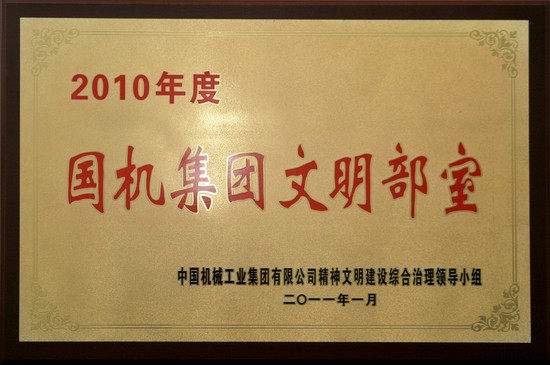 2010年度
国机集团文明部室
中国机械工业集团有限公司精神文明建设综合治理领导小组
二〇一一年一月